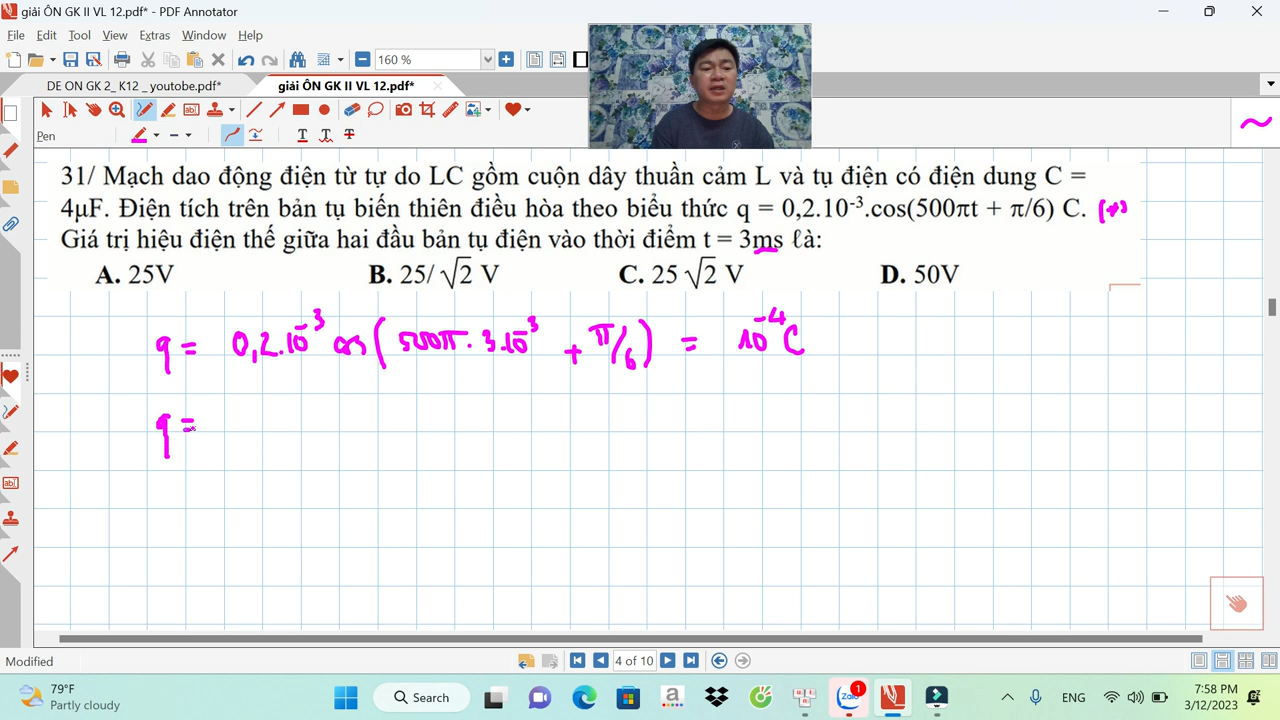 giải ÔN GK II VL 12.pdf* - PDF Annotator
File Edit Tool View Extras Window Help
160 %
DE ON GK 2_ K12 _ youtobe.pdf* giải ÔN GK II VL 12.pdf*
Pen
31/ Mạch dao động điện từ tự do LC gồm cuộn dây thuần cảm L và tụ điện có điện dung C =
4μF. Điện tích trên bản tụ biến thiên điều hòa theo biểu thức q = 0,2.10⁻³.cos(500πt + π/6) C.
Giá trị hiệu điện thế giữa hai đầu bản tụ điện vào thời điểm t = 3ms ℓà:
A. 25V B. 25/ √2 V C. 25 √2 V D. 50V
q = 0,2.10⁻³ cos(500π.3.10⁻³ + π/6) = 10⁻⁴C
q =
4 of 10
Modified
79°F
Partly cloudy
Search
Zalo
1
ENG
7:58 PM
3/12/2023